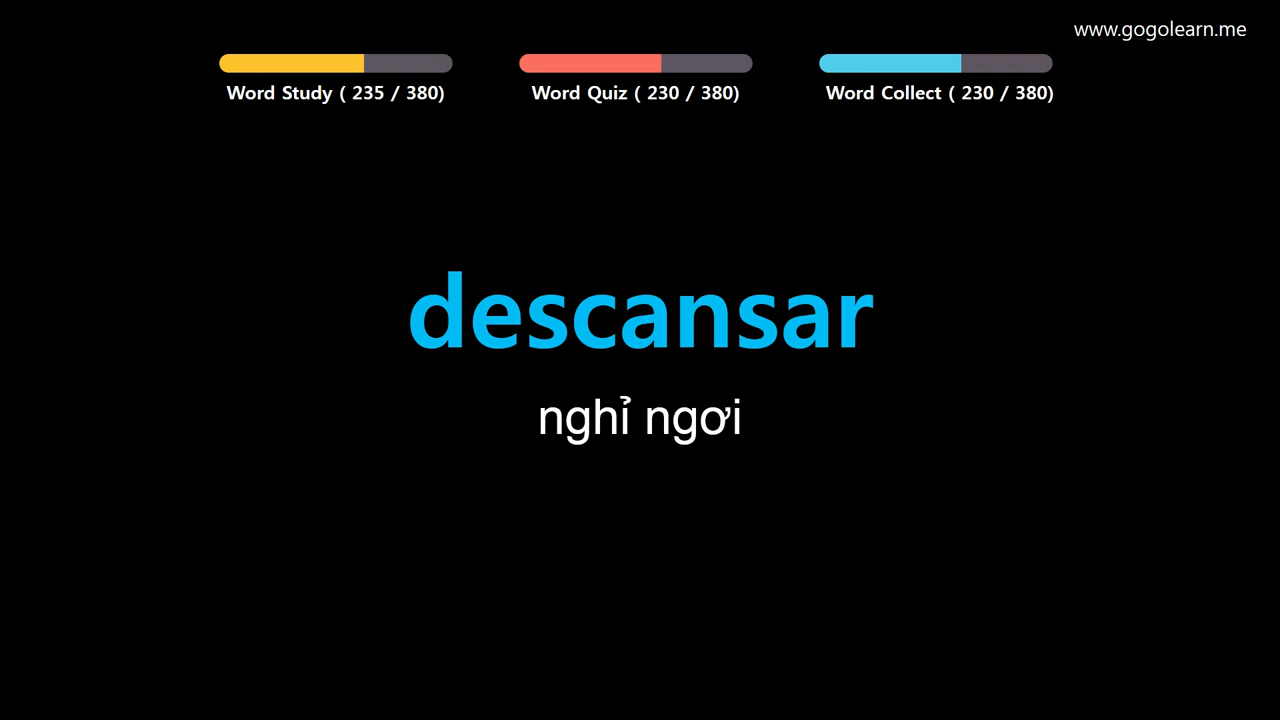 www.gogolearn.me
Word Study ( 235 / 380)
Word Quiz ( 230 / 380)
Word Collect ( 230 / 380)
descansar
nghỉ ngơi